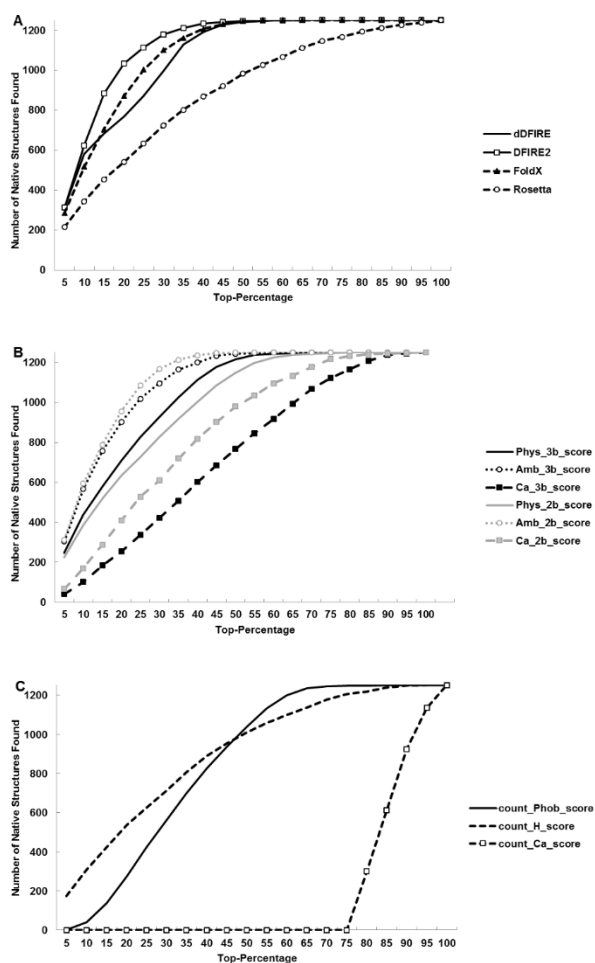 A
Number of Native Structures Found
1200
1000
800
600
400
200
0
5 10 15 20 25 30 35 40 45 50 55 60 65 70 75 80 85 90 95 100
Top-Percentage
dDFIRE
DFIRE2
FoldX
Rosetta
B
Number of Native Structures Found
1200
1000
800
600
400
200
0
5 10 15 20 25 30 35 40 45 50 55 60 65 70 75 80 85 90 95 100
Top-Percentage
Phys_3b_score
Amb_3b_score
Ca_3b_score
Phys_2b_score
Amb_2b_score
Ca_2b_score
C
Number of Native Structures Found
1200
1000
800
600
400
200
0
5 10 15 20 25 30 35 40 45 50 55 60 65 70 75 80 85 90 95 100
Top-Percentage
count_Phob_score
count_H_score
count_Ca_score